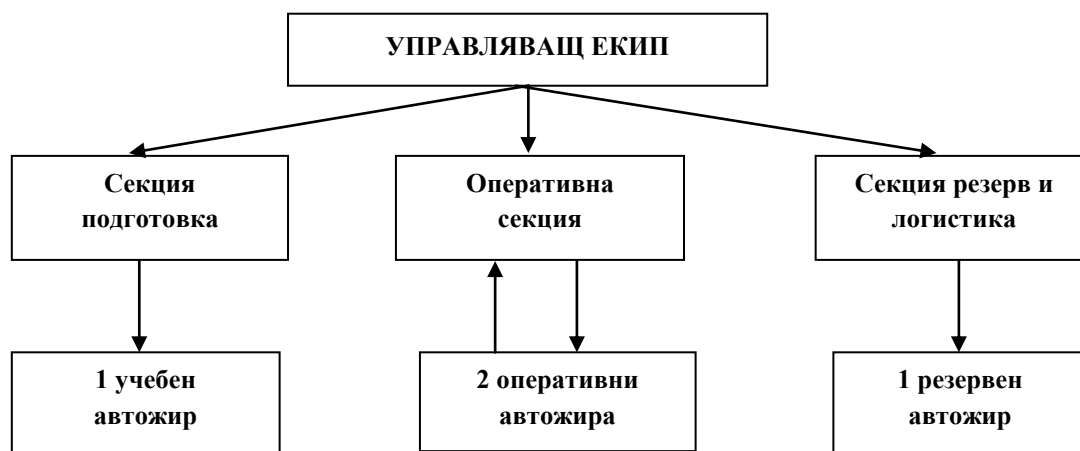 УПРАВЛЯВАЩ ЕКИП
Секция
подготовка
Оперативна
секция
Секция резерв и
логистика
1 учебен
автожир
2 оперативни
автожира
1 резервен
автожир